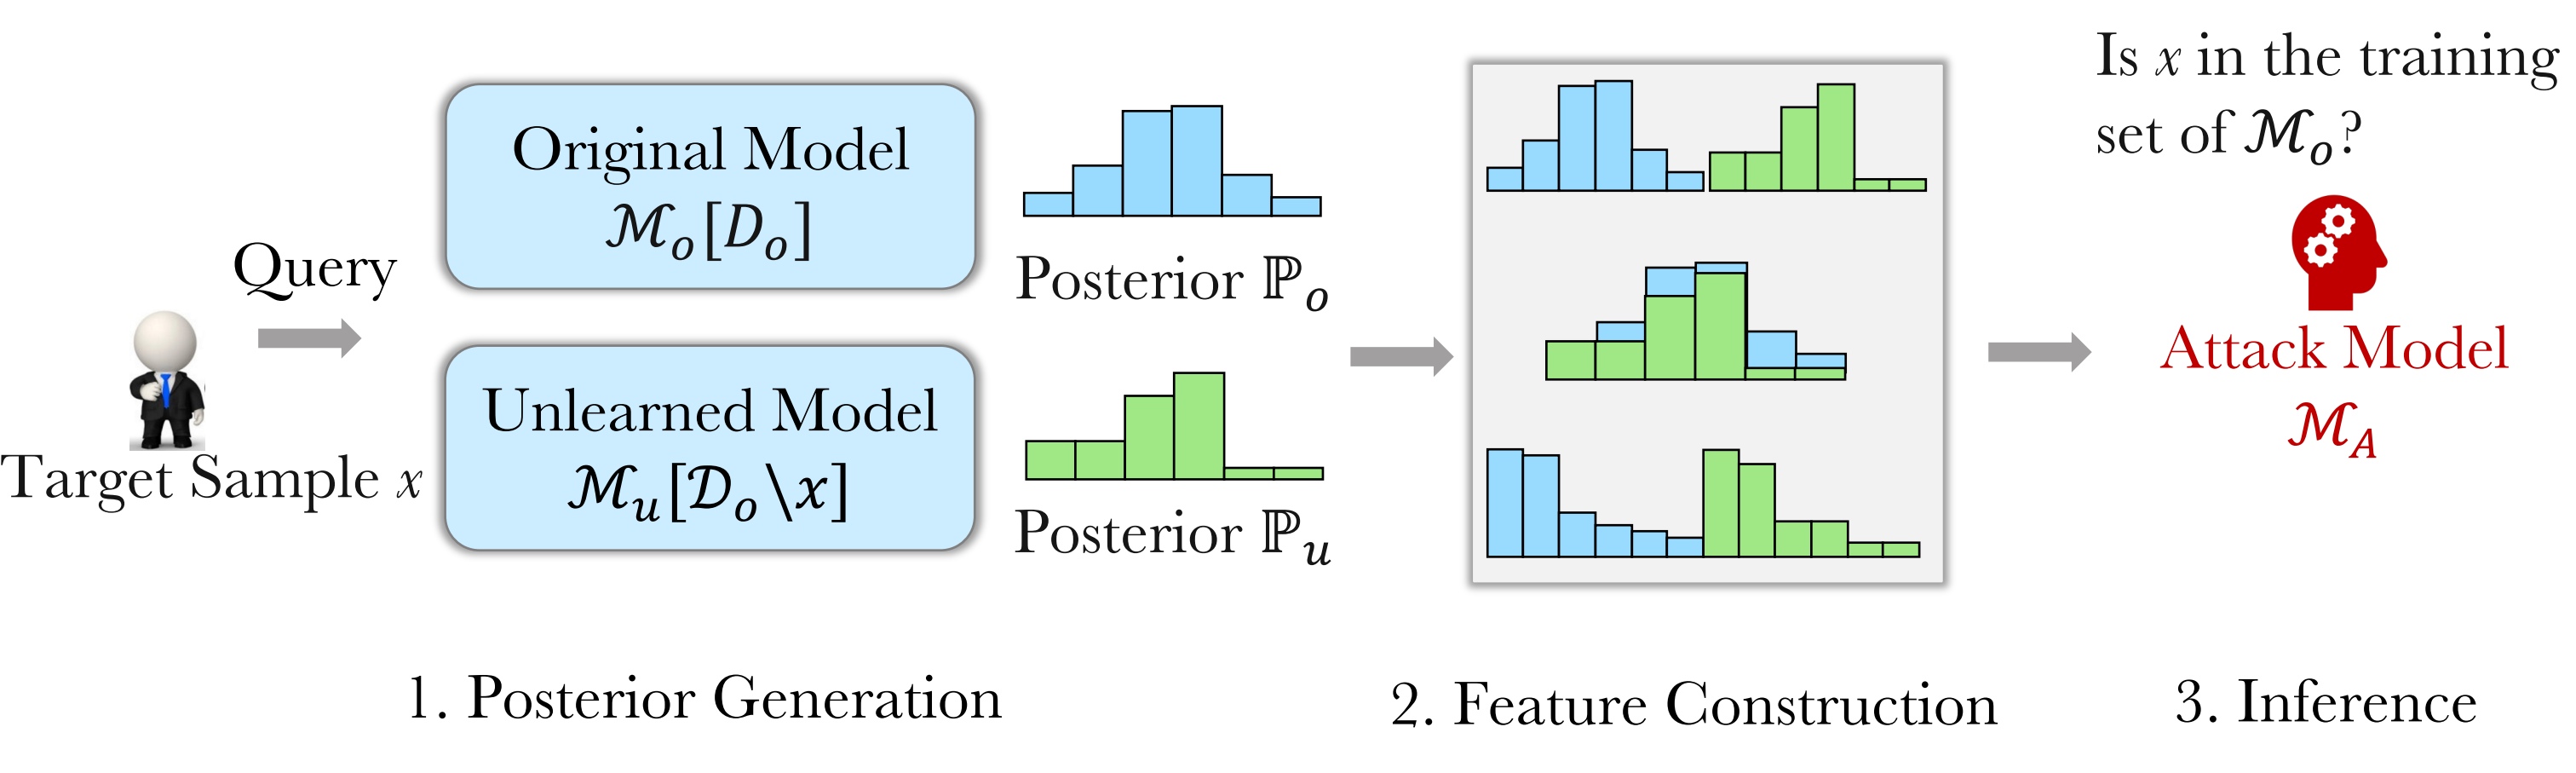 Query
Target Sample x
Original Model
ℳ𝑜[𝐷𝑜]
Unlearned Model
ℳ𝑢[𝒟𝑜\x]
Posterior ℙ𝑜
Posterior ℙ𝑢
Is x in the training
set of ℳ𝑜?
Attack Model
ℳ𝐴
1. Posterior Generation
2. Feature Construction
3. Inference